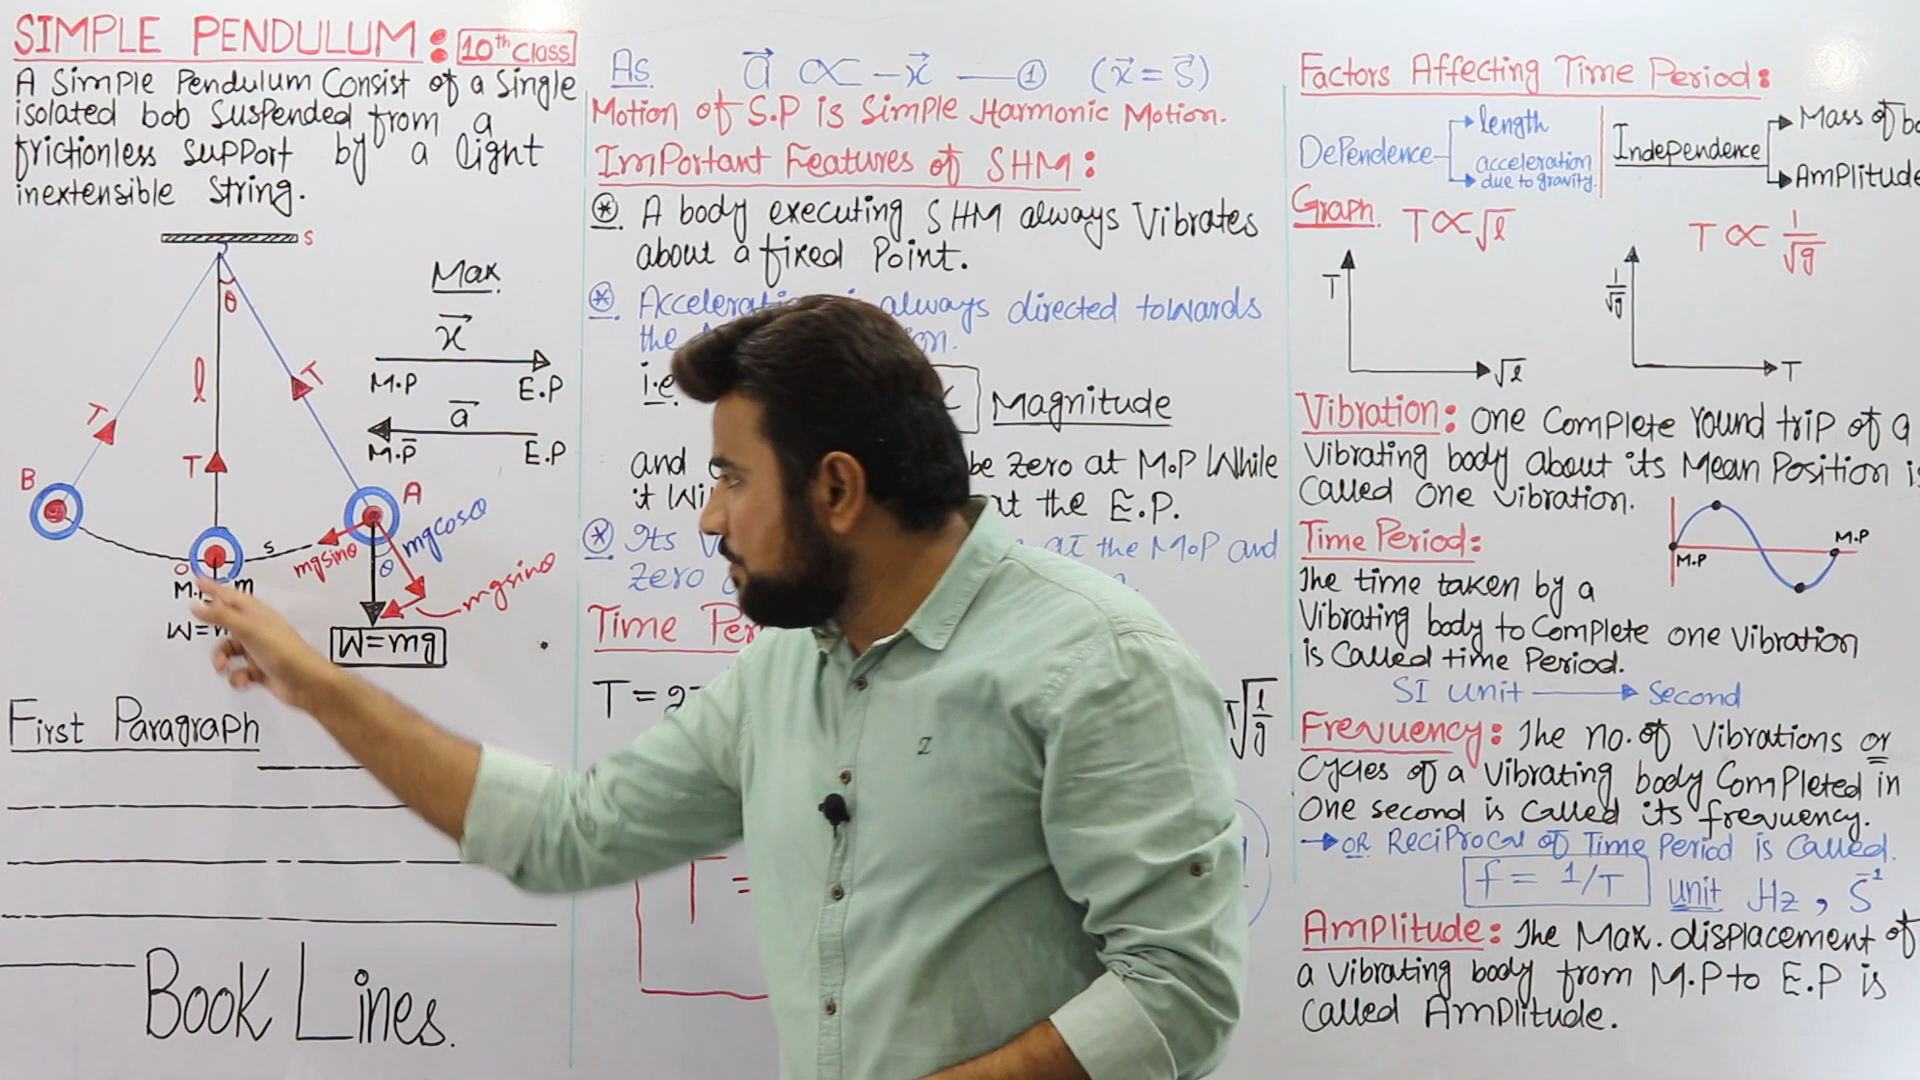 SIMPLE PENDULUM:
10th Class
A Simple Pendulum Consist of a Single
isolated bob Suspended from a
frictionless support by a light
inextensible String.
S
θ
Max
x
M.P E.P
a
M.P E.P
l
T
T
T
B
A
O
S
m
mgsinθ
mgcosθ
θ
mgsinθ
W=mg
First Paragraph
Book Lines.
As a ∝ -x ① (x = S)
Motion of S.P is Simple Harmonic Motion.
Important Features of SHM:
* A body executing SHM always Vibrates
about a fixed Point.
* always directed towards
the
i.e Magnitude
and be zero at M.P While
it at the E.P.
* Its at the M.P and
zero
Time
T = √l/g
T =
Factors Affecting Time Period:
Dependence length
acceleration
due to gravity.
Independence Mass of
Amplitude
Graph T∝√l
T ∝ 1/√g
T
√l
1/√g
T
Vibration: One Complete round trip of a
Vibrating body about its Mean Position is
Called One Vibration.
M.P
M.P
Time Period:
The time taken by a
Vibrating body to Complete one Vibration
is Called time Period.
SI Unit Second
Frequency: The no. of Vibrations or
Cycles of a Vibrating body Completed in
One second is Called its frequency.
OR Reciprocal of Time Period is Called.
f = 1/T unit Hz, S⁻¹
Amplitude: The Max. displacement of
a Vibrating body from M.P to E.P is
Called Amplitude.